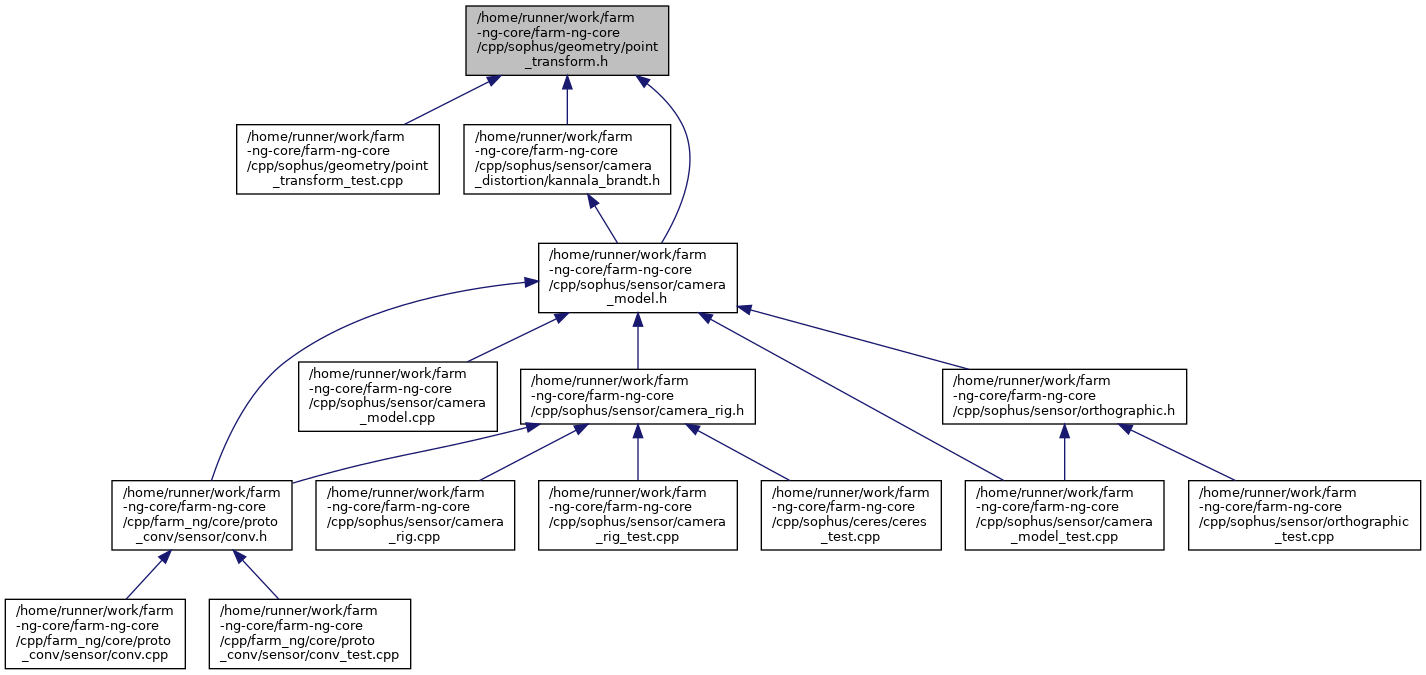 /home/runner/work/farm
-ng-core/farm-ng-core
/cpp/sophus/geometry/point
_transform.h
/home/runner/work/farm
-ng-core/farm-ng-core
/cpp/sophus/geometry/point
_transform_test.cpp
/home/runner/work/farm
-ng-core/farm-ng-core
/cpp/sophus/sensor/camera
_distortion/kannala_brandt.h
/home/runner/work/farm
-ng-core/farm-ng-core
/cpp/sophus/sensor/camera
_model.h
/home/runner/work/farm
-ng-core/farm-ng-core
/cpp/sophus/sensor/camera
_model.cpp
/home/runner/work/farm
-ng-core/farm-ng-core
/cpp/sophus/sensor/camera_rig.h
/home/runner/work/farm
-ng-core/farm-ng-core
/cpp/sophus/sensor/orthographic.h
/home/runner/work/farm
-ng-core/farm-ng-core
/cpp/farm_ng/core/proto
_conv/sensor/conv.h
/home/runner/work/farm
-ng-core/farm-ng-core
/cpp/sophus/sensor/camera
_rig.cpp
/home/runner/work/farm
-ng-core/farm-ng-core
/cpp/sophus/sensor/camera
_rig_test.cpp
/home/runner/work/farm
-ng-core/farm-ng-core
/cpp/sophus/ceres/ceres
_test.cpp
/home/runner/work/farm
-ng-core/farm-ng-core
/cpp/sophus/sensor/camera
_model_test.cpp
/home/runner/work/farm
-ng-core/farm-ng-core
/cpp/sophus/sensor/orthographic
_test.cpp
/home/runner/work/farm
-ng-core/farm-ng-core
/cpp/farm_ng/core/proto
_conv/sensor/conv.cpp
/home/runner/work/farm
-ng-core/farm-ng-core
/cpp/farm_ng/core/proto
_conv/sensor/conv_test.cpp